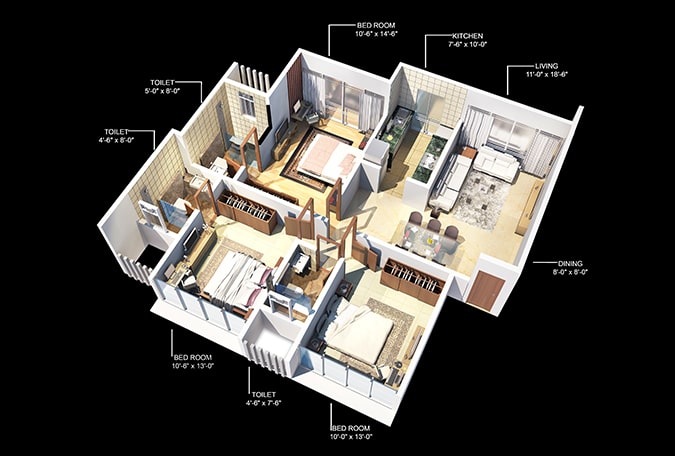 BED ROOM
10'-6" x 14'-6"
KITCHEN
7'-6" x 10'-0"
LIVING
11'-0" x 18'-6"
TOILET
5'-0" x 8'-0"
TOILET
4'-6" x 8'-0"
DINING
8'-0" x 8'-0"
BED ROOM
10'-6" x 13'-0"
TOILET
4'-6" x 7'-6"
BED ROOM
10'-0" x 13'-0"